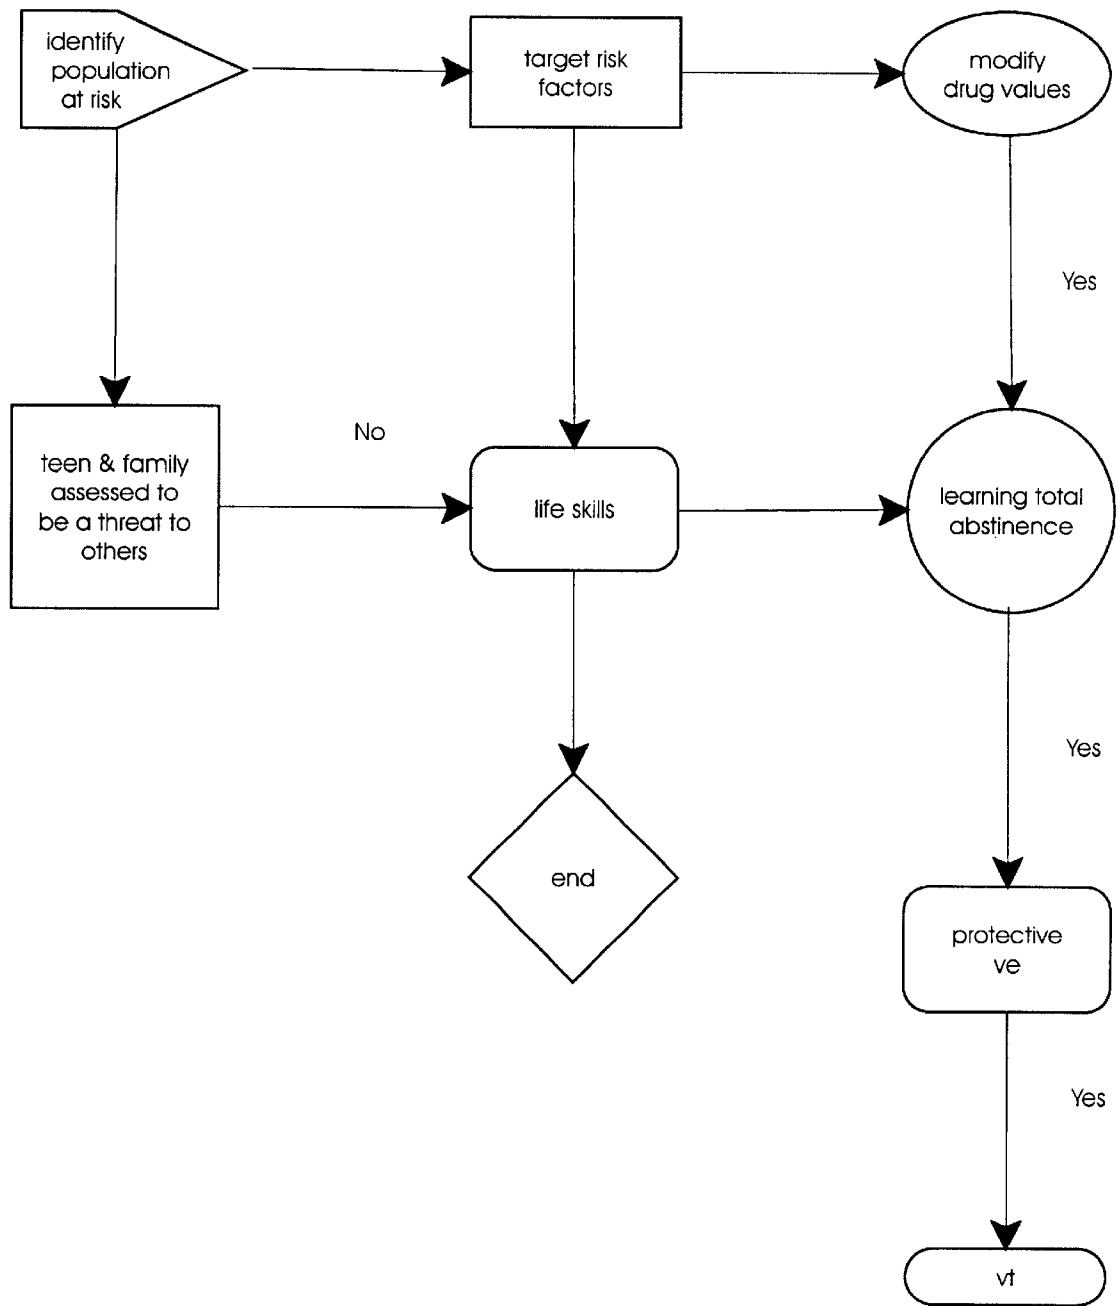 identify
population
at risk
target risk
factors
modify
drug values
Yes
No
teen & family
assessed to
be a threat to
others
life skills
learning total
abstinence
Yes
end
protective
ve
Yes
vt